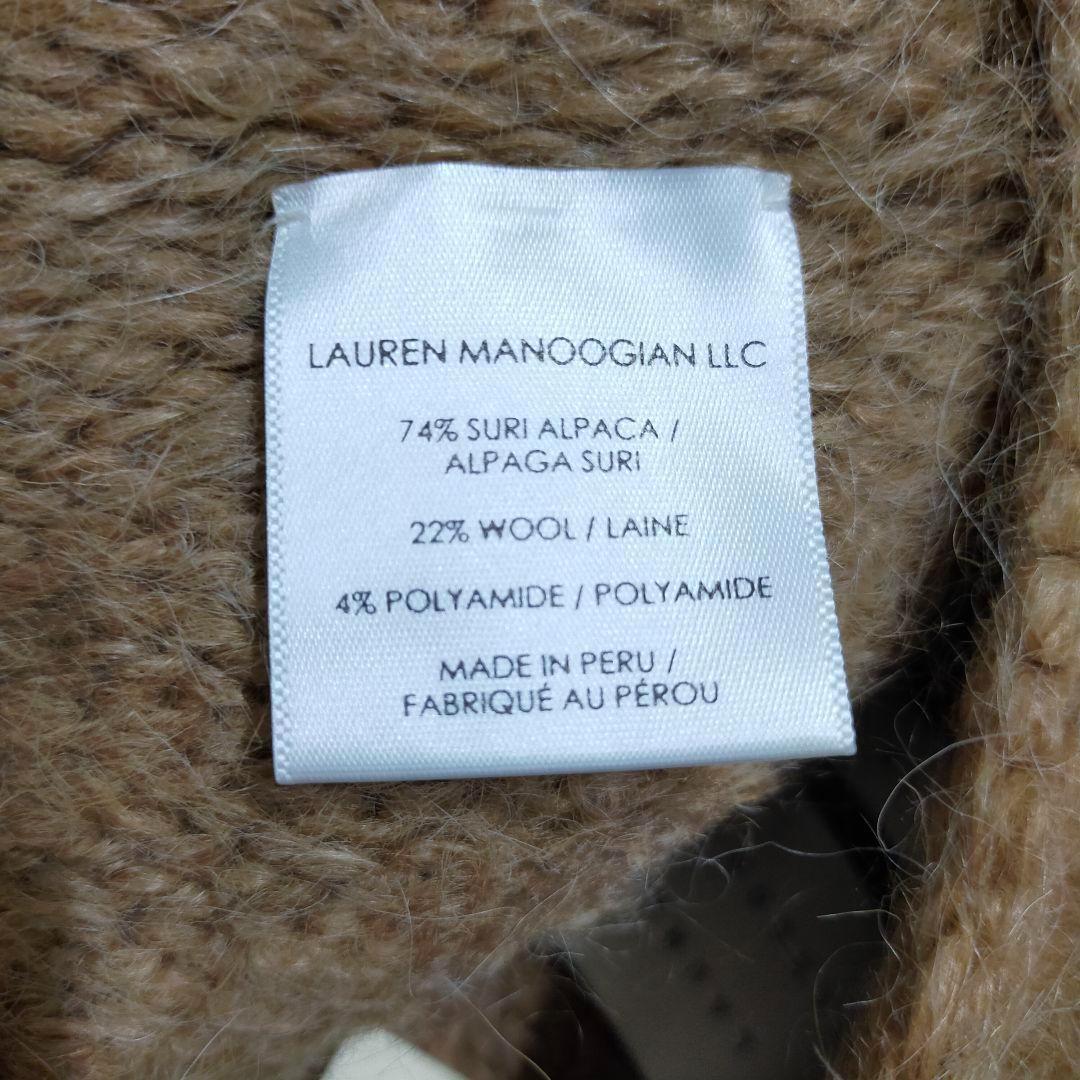 LAUREN MANOOGIAN LLC
74% SURI ALPACA /
ALPAGA SURI
22% WOOL / LAINE
4% POLYAMIDE / POLYAMIDE
MADE IN PERU /
FABRIQUÉ AU PÉROU